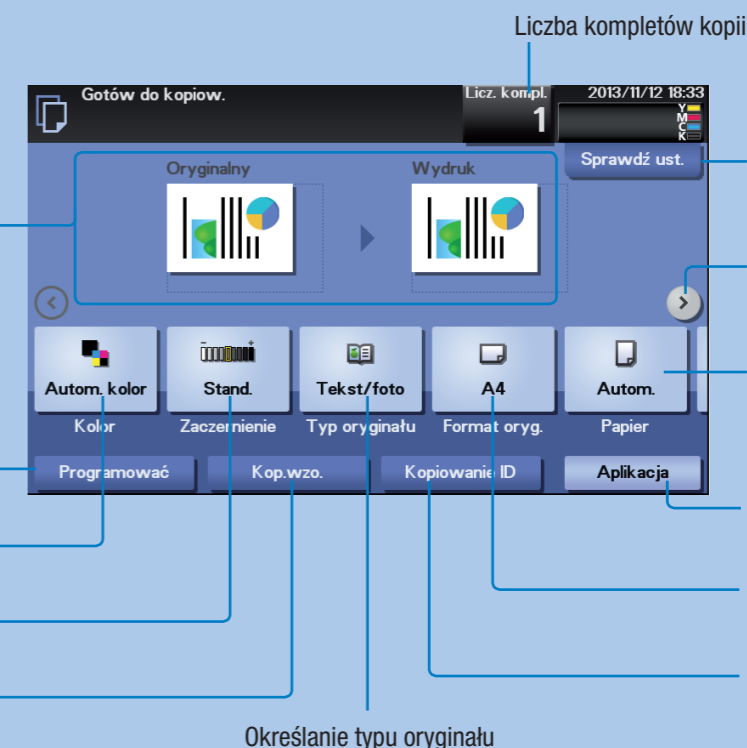 Liczba kompletów kopii
Gotów do kopiow.
Licz. kompl.
1
2013/11/12 18:33
Y
M
C
K
Sprawdź ust.
Oryginalny
Wydruk
Autom. kolor
Stand.
Tekst/foto
A4
Autom.
Kolor
Zaczernienie
Typ oryginału
Format oryg.
Papier
Programować
Kop.wzo.
Kopiowanie ID
Aplikacja
Określanie typu oryginału